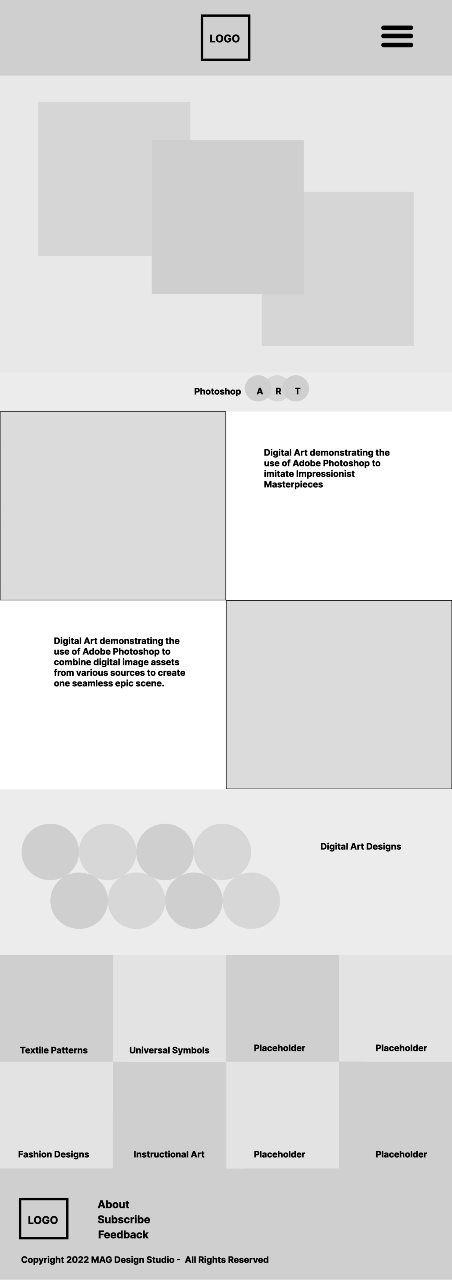 LOGO
Photoshop A R T
Digital Art demonstrating the
use of Adobe Photoshop to
imitate Impressionist
Masterpieces
Digital Art demonstrating the
use of Adobe Photoshop to
combine digital image assets
from various sources to create
one seamless epic scene.
Digital Art Designs
Textile Patterns
Universal Symbols
Placeholder
Placeholder
Fashion Designs
Instructional Art
Placeholder
Placeholder
LOGO
About
Subscribe
Feedback
Copyright 2022 MAG Design Studio - All Rights Reserved